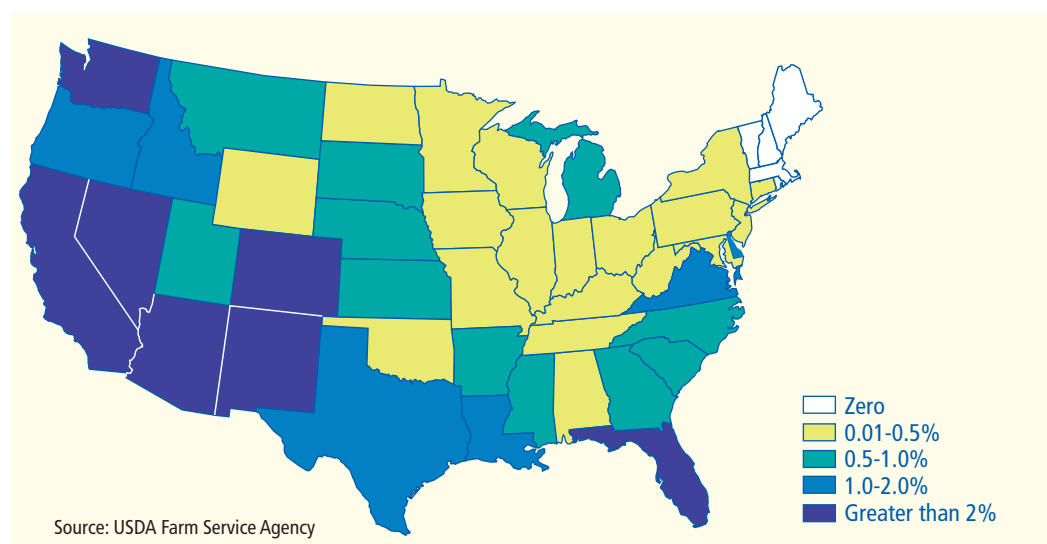 Zero
0.01-0.5%
0.5-1.0%
1.0-2.0%
Greater than 2%
Source: USDA Farm Service Agency